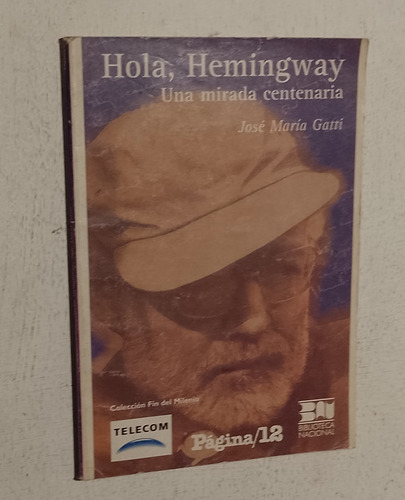 Hola, Hemingway
Una mirada centenaria
José María Gatti
Colección Fin del Milenio
TELECOM
Página/12
BIBLIOTECA
NACIONAL